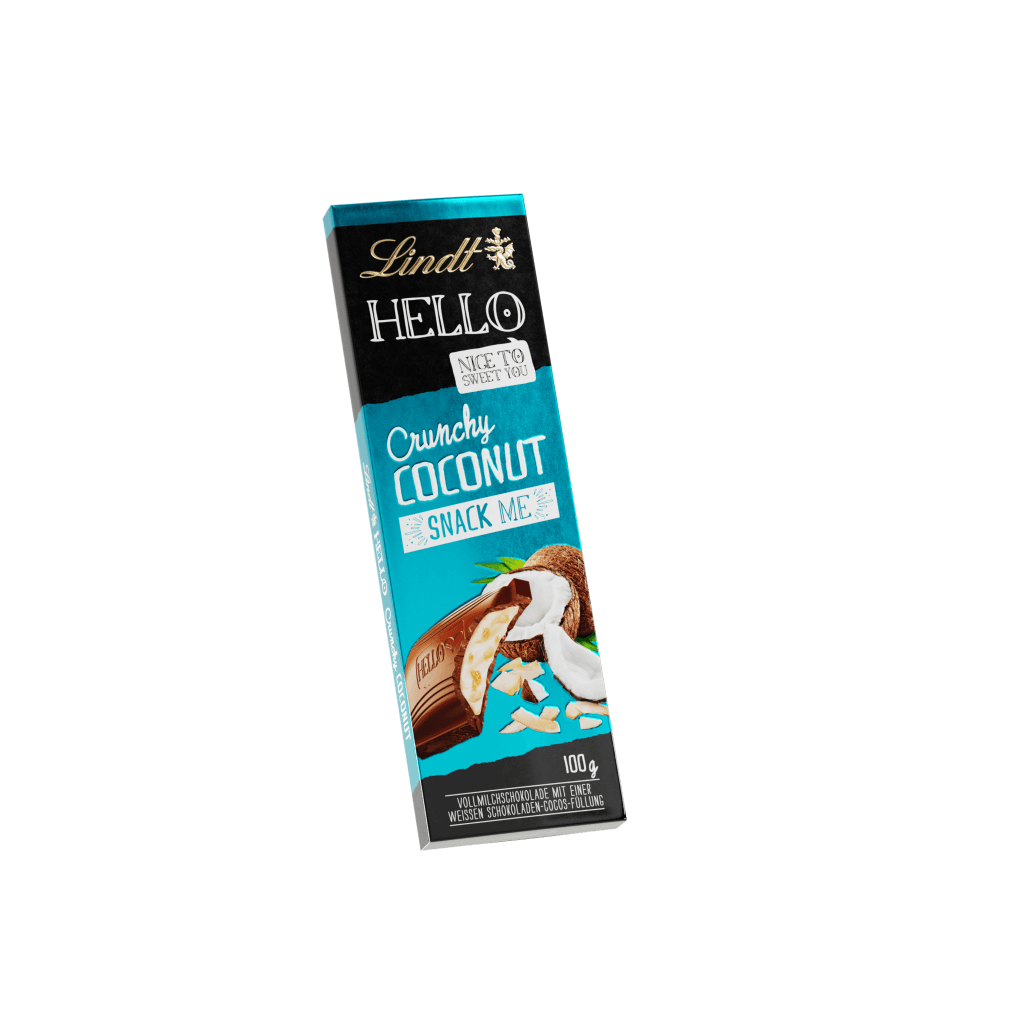 Lindt
HELLO
NICE TO
SWEET YOU
Crunchy
COCONUT
SNACK ME
HELLO
100 g
VOLLMILCHSCHOKOLADE MIT EINER
WEISSEN SCHOKOLADEN-COCOS-FÜLLUNG
Lindt HELLO Crunchy COCONUT